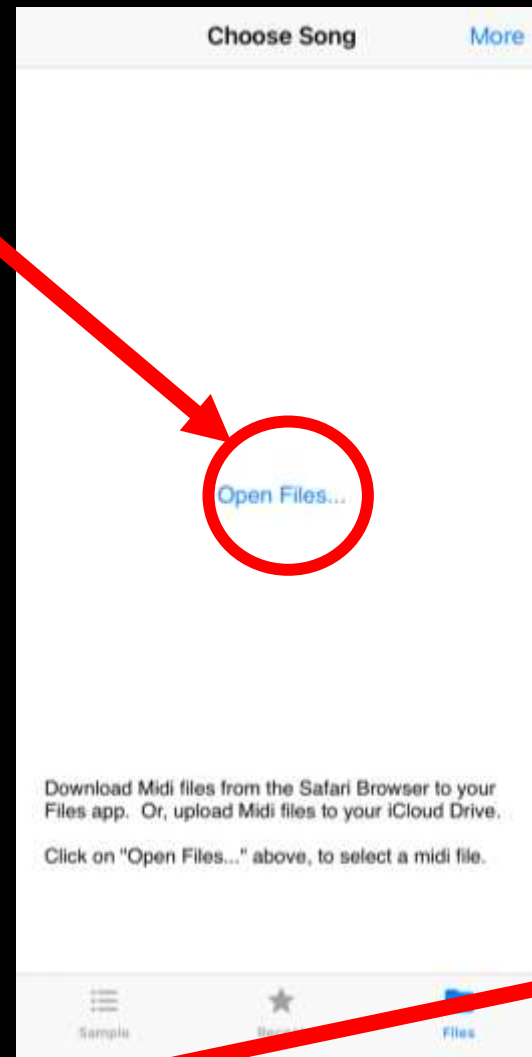 Choose Song
More
Open Files...
Download Midi files from the Safari Browser to your
Files app.  Or, upload Midi files to your iCloud Drive.
Click on "Open Files..." above, to select a midi file.
Sample
Files